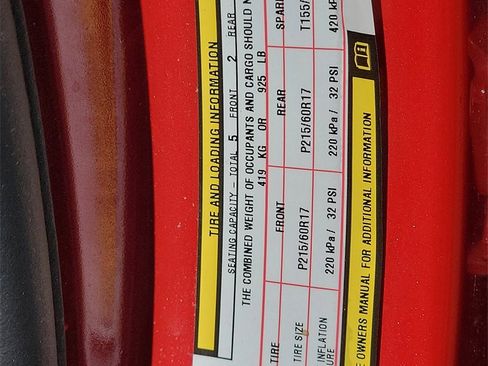 TIRE AND LOADING INFORMATION
SEATING CAPACITY - TOTAL 5 FRONT 2 REAR
THE COMBINED WEIGHT OF OCCUPANTS AND CARGO SHOULD
419 KG OR 925 LB
TIRE FRONT REAR
TIRE SIZE P215/60R17 P215/60R17
INFLATION 220 kPa / 32 PSI 220 kPa / 32 PSI 420
OWNERS MANUAL FOR ADDITIONAL INFORMATION